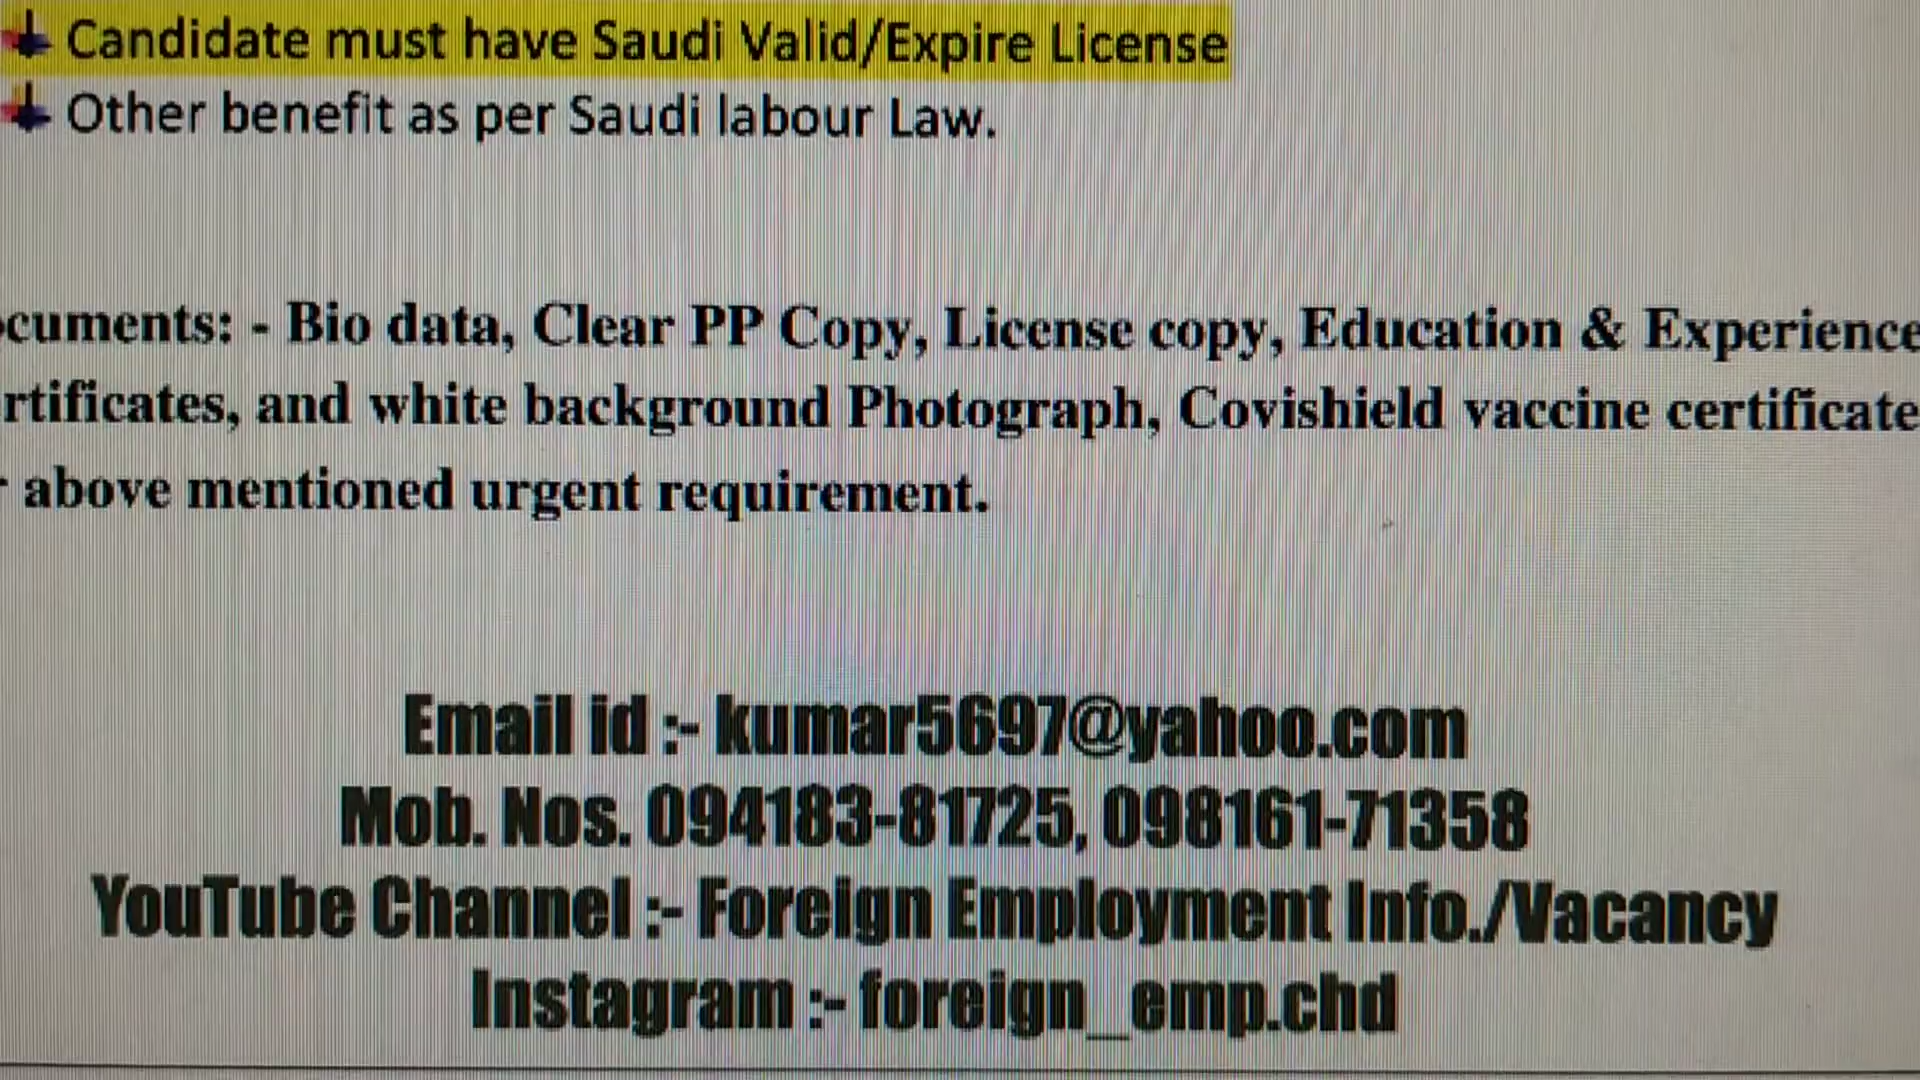 Candidate must have Saudi Valid/Expire License
Other benefit as per Saudi labour Law.
cuments: - Bio data, Clear PP Copy, License copy, Education & Experience
rtificates, and white background Photograph, Covishield vaccine certificate
above mentioned urgent requirement.
Email id :- kumar5697@yahoo.com
Mob. Nos. 094183-81725, 098161-71358
YouTube Channel :- Foreign Employment Info./Vacancy
Instagram :- foreign_emp.chd